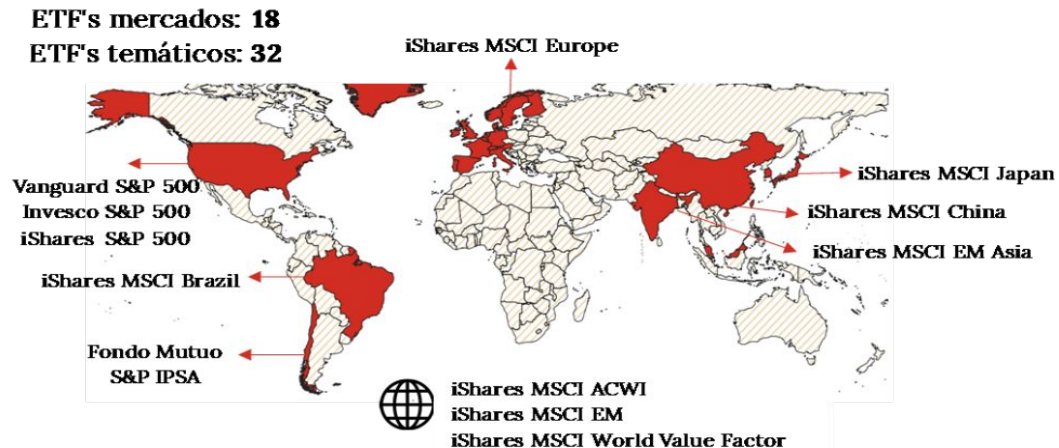 ETF's mercados: 18
ETF's temáticos: 32
iShares MSCI Europe
Vanguard S&P 500
Invesco S&P 500
iShares S&P 500
iShares MSCI Brazil
Fondo Mutuo
S&P IPSA
iShares MSCI Japan
iShares MSCI China
iShares MSCI EM Asia
iShares MSCI ACWI
iShares MSCI EM
iShares MSCI World Value Factor